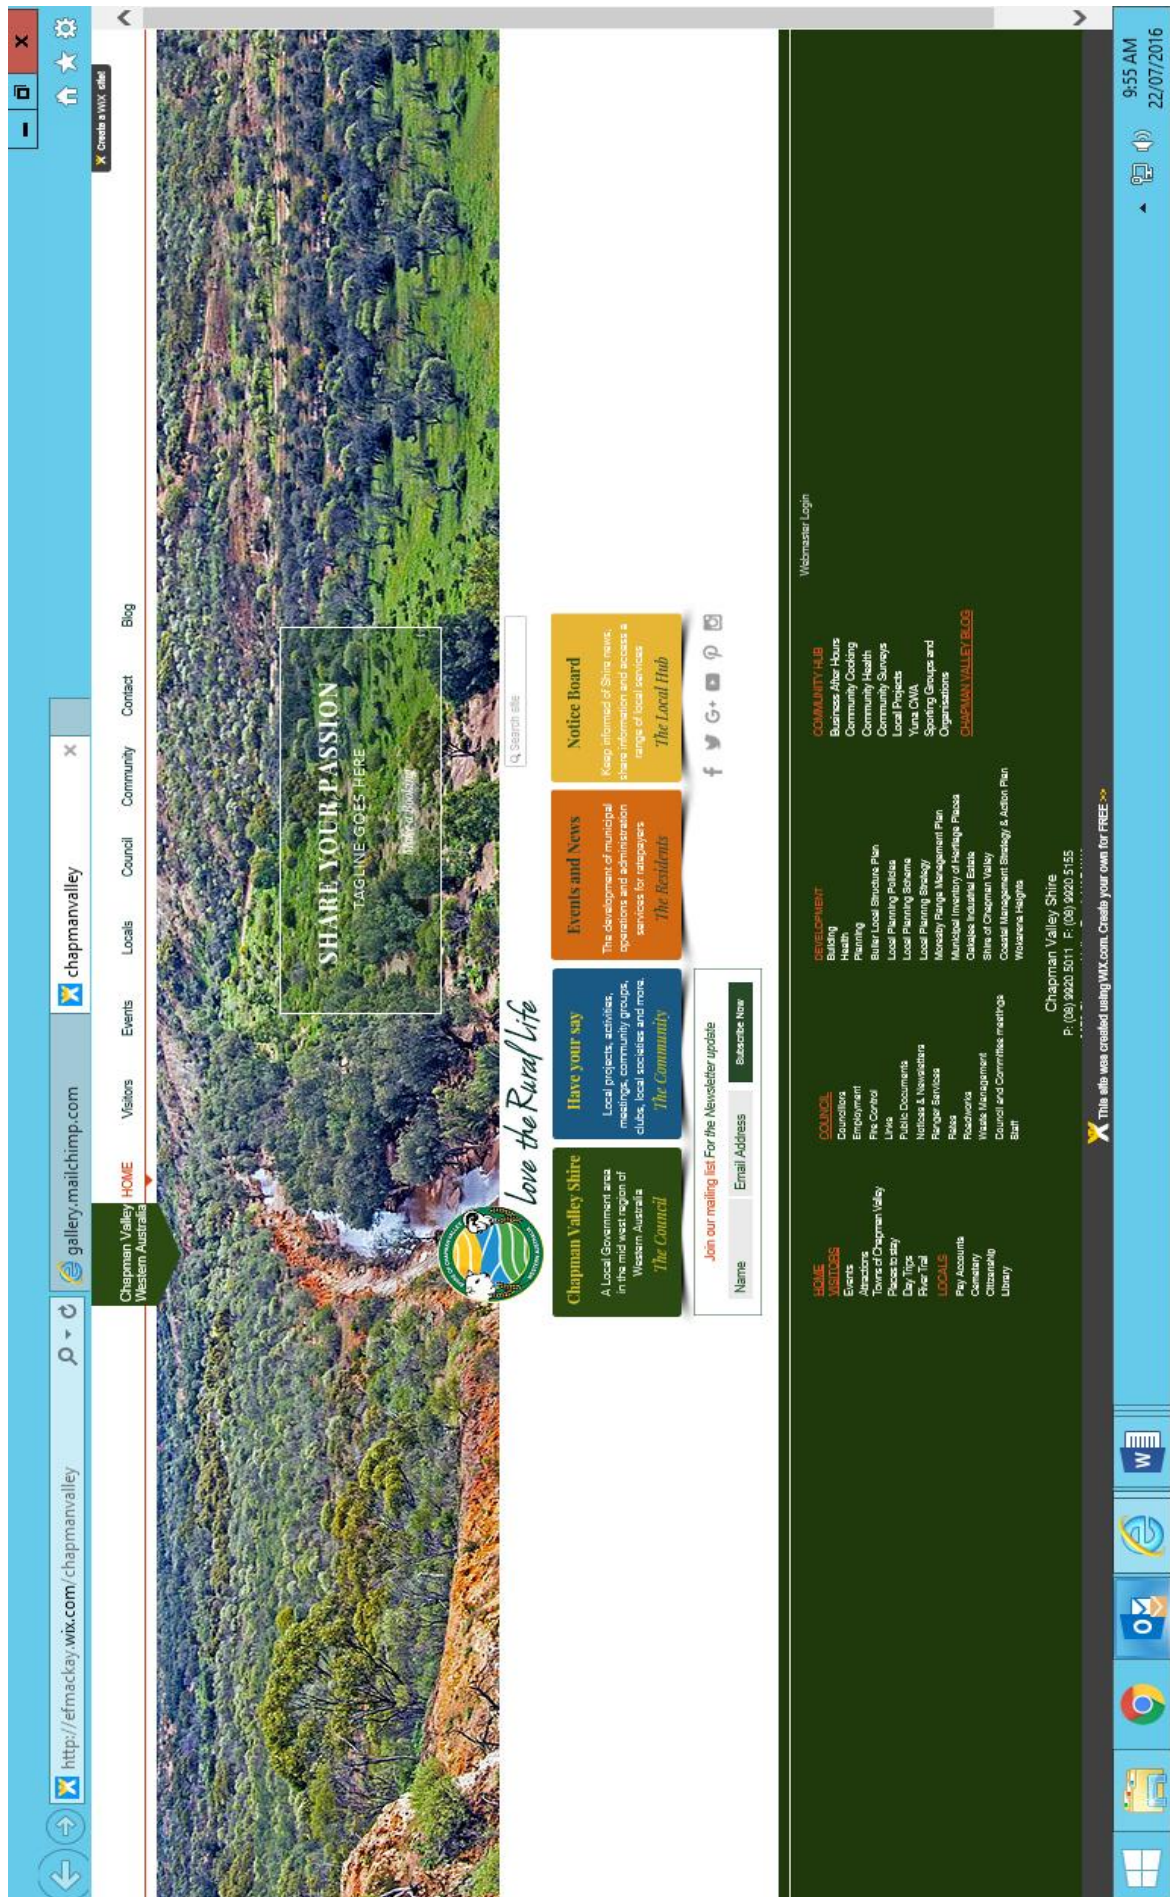 http://efmackay.wix.com/chapmanvalley
gallery.mailchimp.com
chapmanvalley
Create a WiX site!
Chapman Valley
Western Australia
HOME
Visitors
Events
Locals
Council
Community
Contact
Blog
SHARE YOUR PASSION
TAGLINE GOES HERE
Make a Booking
SHIRE OF CHAPMAN VALLEY
WESTERN AUSTRALIA
Love the Rural Life
Search site
Chapman Valley Shire
A Local Government area
in the mid west region of
Western Australia
The Council
Have your say
Local projects, activities,
meetings, community groups,
clubs, local societies and more.
The Community
Events and News
The development of municipal
operations and administration
services for ratepayers
The Residents
Notice Board
Keep informed of Shire news,
share information and access a
range of local services
The Local Hub
Join our mailing list For the Newsletter update
Name
Email Address
Subscribe Now
Webmaster Login
HOME
VISITORS
Events
Attractions
Towns of Chapman Valley
Places to stay
Day Trips
River Trail
LOCALS
Pay Accounts
Cemetery
Citizenship
Library
COUNCIL
Councillors
Employment
Fire Control
Links
Public Documents
Notices & Newsletters
Ranger Services
Rates
Roadworks
Waste Management
Council and Committee meetings
Staff
DEVELOPMENT
Building
Health
Planning
Buller Local Structure Plan
Local Planning Policies
Local Planning Scheme
Local Planning Strategy
Moresby Range Management Plan
Municipal Inventory of Heritage Places
Oakajee Industrial Estate
Shire of Chapman Valley
Coastal Management Strategy & Action Plan
Wokarena Heights
COMMUNITY HUB
Business After Hours
Community Cooking
Community Health
Community Surveys
Local Projects
Yuna CWA
Sporting Groups and
Organisations
CHAPMAN VALLEY BLOG
Chapman Valley Shire
P: (08) 9920 5011 F: (08) 9920 5155
This site was created using WiX.com. Create your own for FREE >>
9:55 AM
22/07/2016